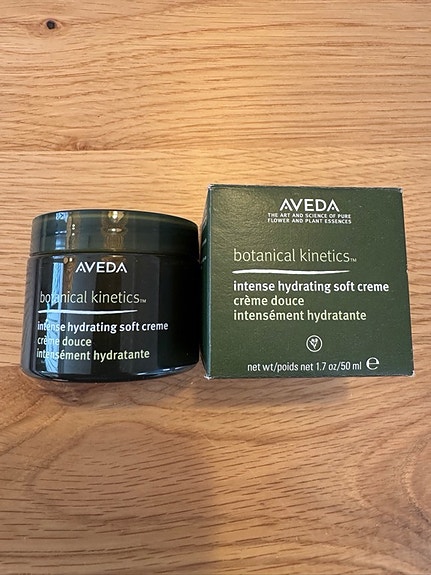 AVEDA
botanical kinetics™
intense hydrating soft creme
crème douce
intensément hydratante
AVEDA
THE ART AND SCIENCE OF PURE
FLOWER AND PLANT ESSENCES
botanical kinetics™
intense hydrating soft creme
crème douce
intensément hydratante
net wt/poids net 1.7 oz/50 ml ℮